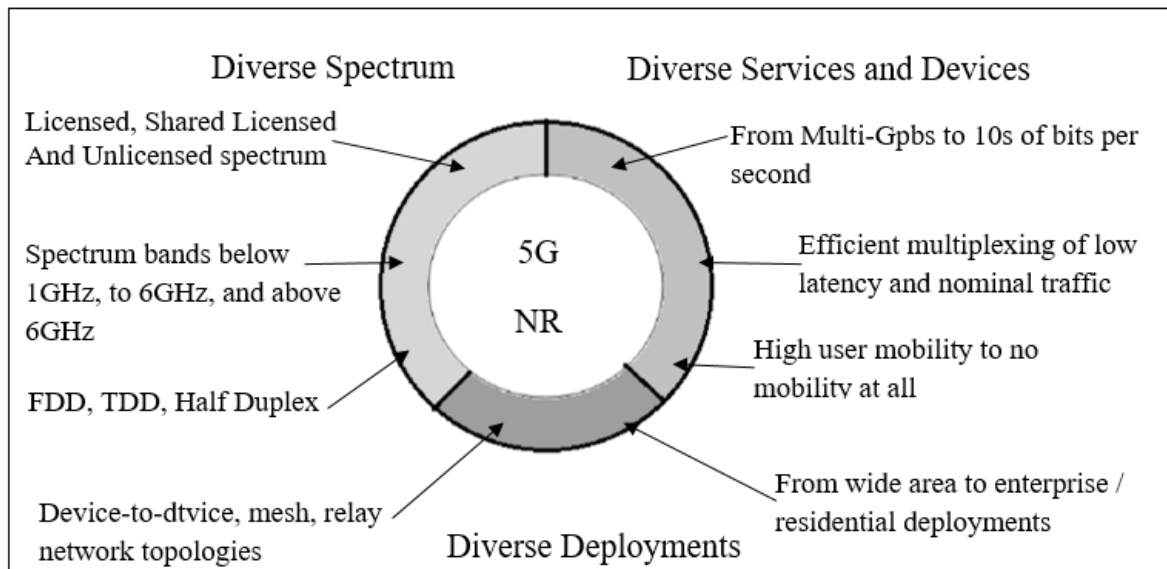 Diverse Spectrum
Diverse Services and Devices
Licensed, Shared Licensed
And Unlicensed spectrum
From Multi-Gpbs to 10s of bits per
second
Spectrum bands below
1GHz, to 6GHz, and above
6GHz
5G
NR
Efficient multiplexing of low
latency and nominal traffic
FDD, TDD, Half Duplex
High user mobility to no
mobility at all
Device-to-dtvice, mesh, relay
network topologies
From wide area to enterprise /
residential deployments
Diverse Deployments